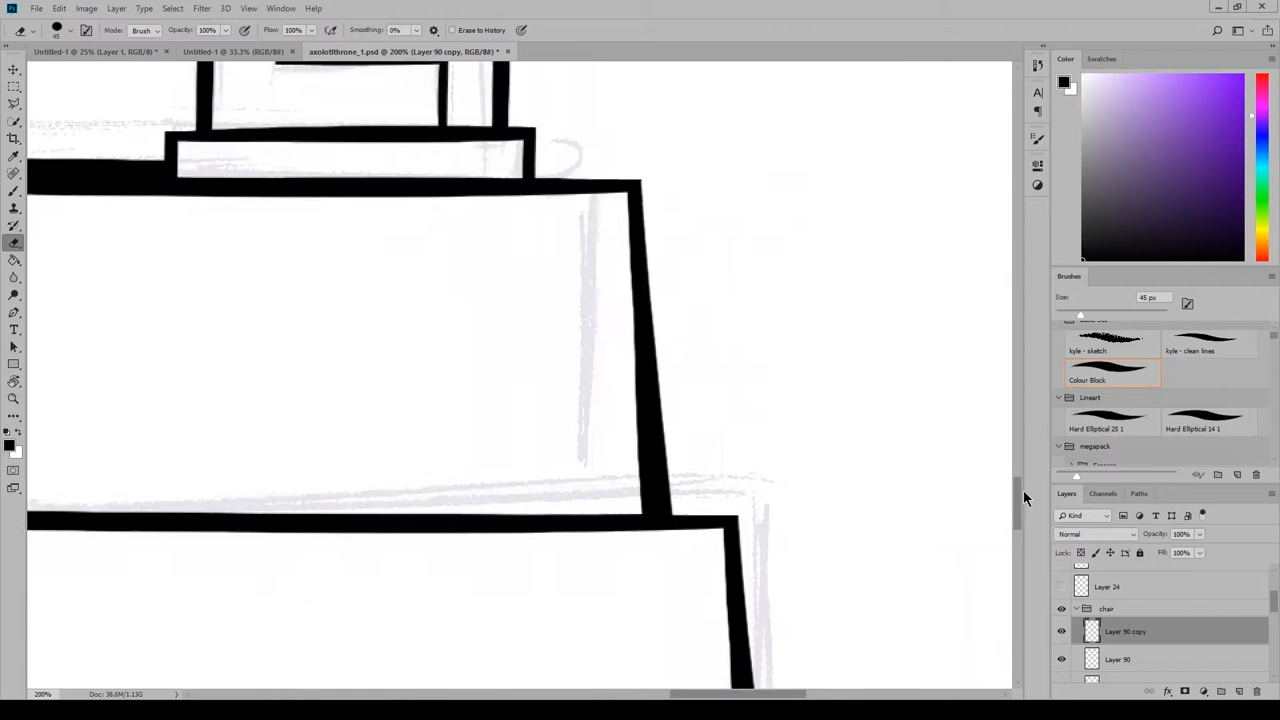 Ps File Edit Image Layer Type Select Filter 3D View Window Help
45 Mode: Brush Opacity: 100% Flow: 100% Smoothing: 0% Erase to History
Untitled-1 @ 25% (Layer 1, RGB/8) * × Untitled-1 @ 33.3% (RGB/8#) × axolotlthrone_1.psd @ 200% (Layer 90 copy, RGB/8#) * ×
Color Swatches
Brushes
Size: 45 px
kyle - sketch kyle - clean lines
Colour Block
Lineart
Hard Elliptical 25 1 Hard Elliptical 14 1
megapack
Layers Channels Paths
Kind
Normal Opacity: 100%
Lock: Fill: 100%
Layer 24
chair
Layer 90 copy
Layer 90
200% Doc: 38.6M/1.13G